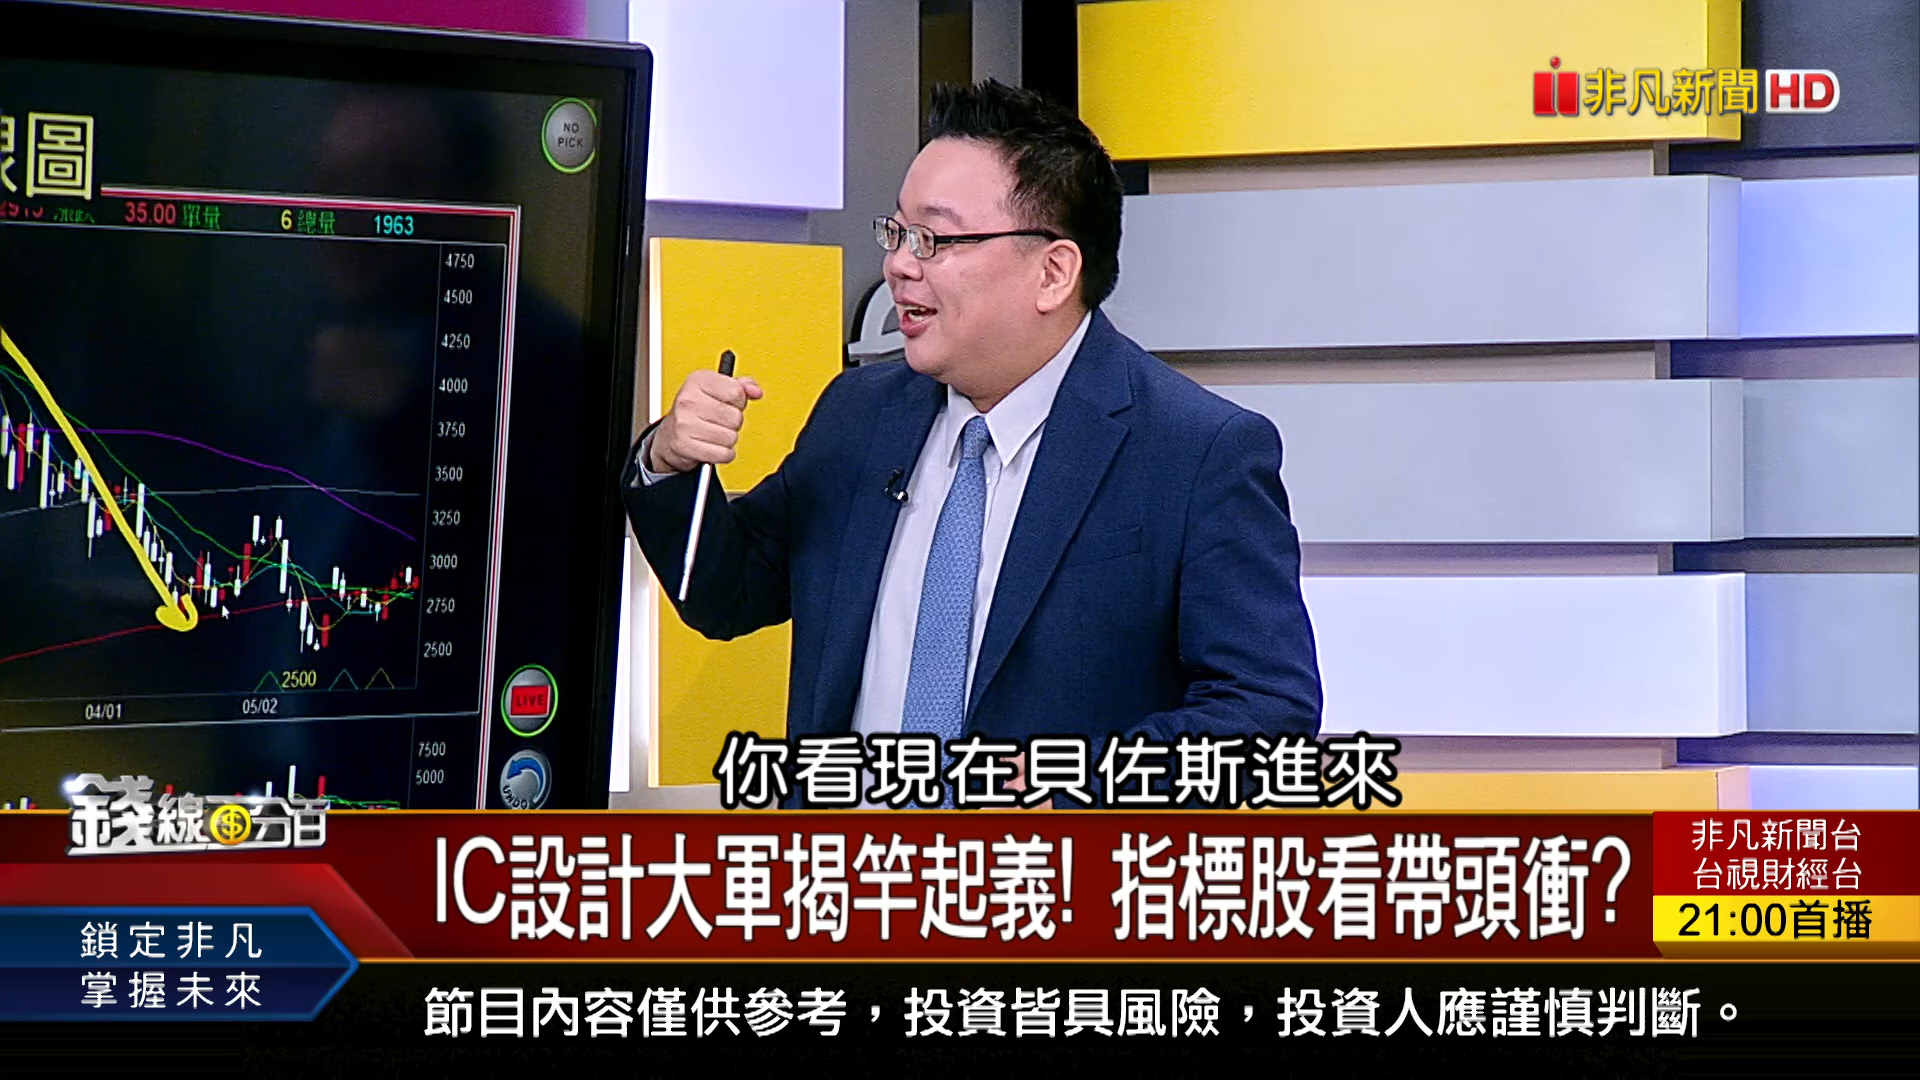 非凡新聞HD
線圖
NO
PICK
35.00 單量 6 總量 1963
4750
4500
4250
4000
3750
3500
3250
3000
2750
2500
2500
04/01
05/02
LIVE
7500
5000
UNDO
你看現在貝佐斯進來
錢線百分百
IC設計大軍揭竿起義! 指標股看帶頭衝?
非凡新聞台
台視財經台
21:00首播
鎖定非凡
掌握未來
節目內容僅供參考，投資皆具風險，投資人應謹慎判斷。